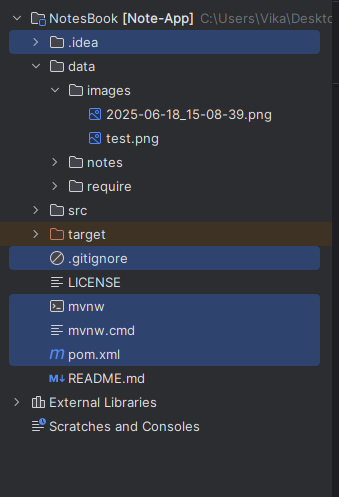 NotesBook [Note-App] C:\Users\Vika\Deskto
.idea
data
images
2025-06-18_15-08-39.png
test.png
notes
require
src
target
.gitignore
LICENSE
mvnw
mvnw.cmd
m pom.xml
M↓ README.md
External Libraries
Scratches and Consoles